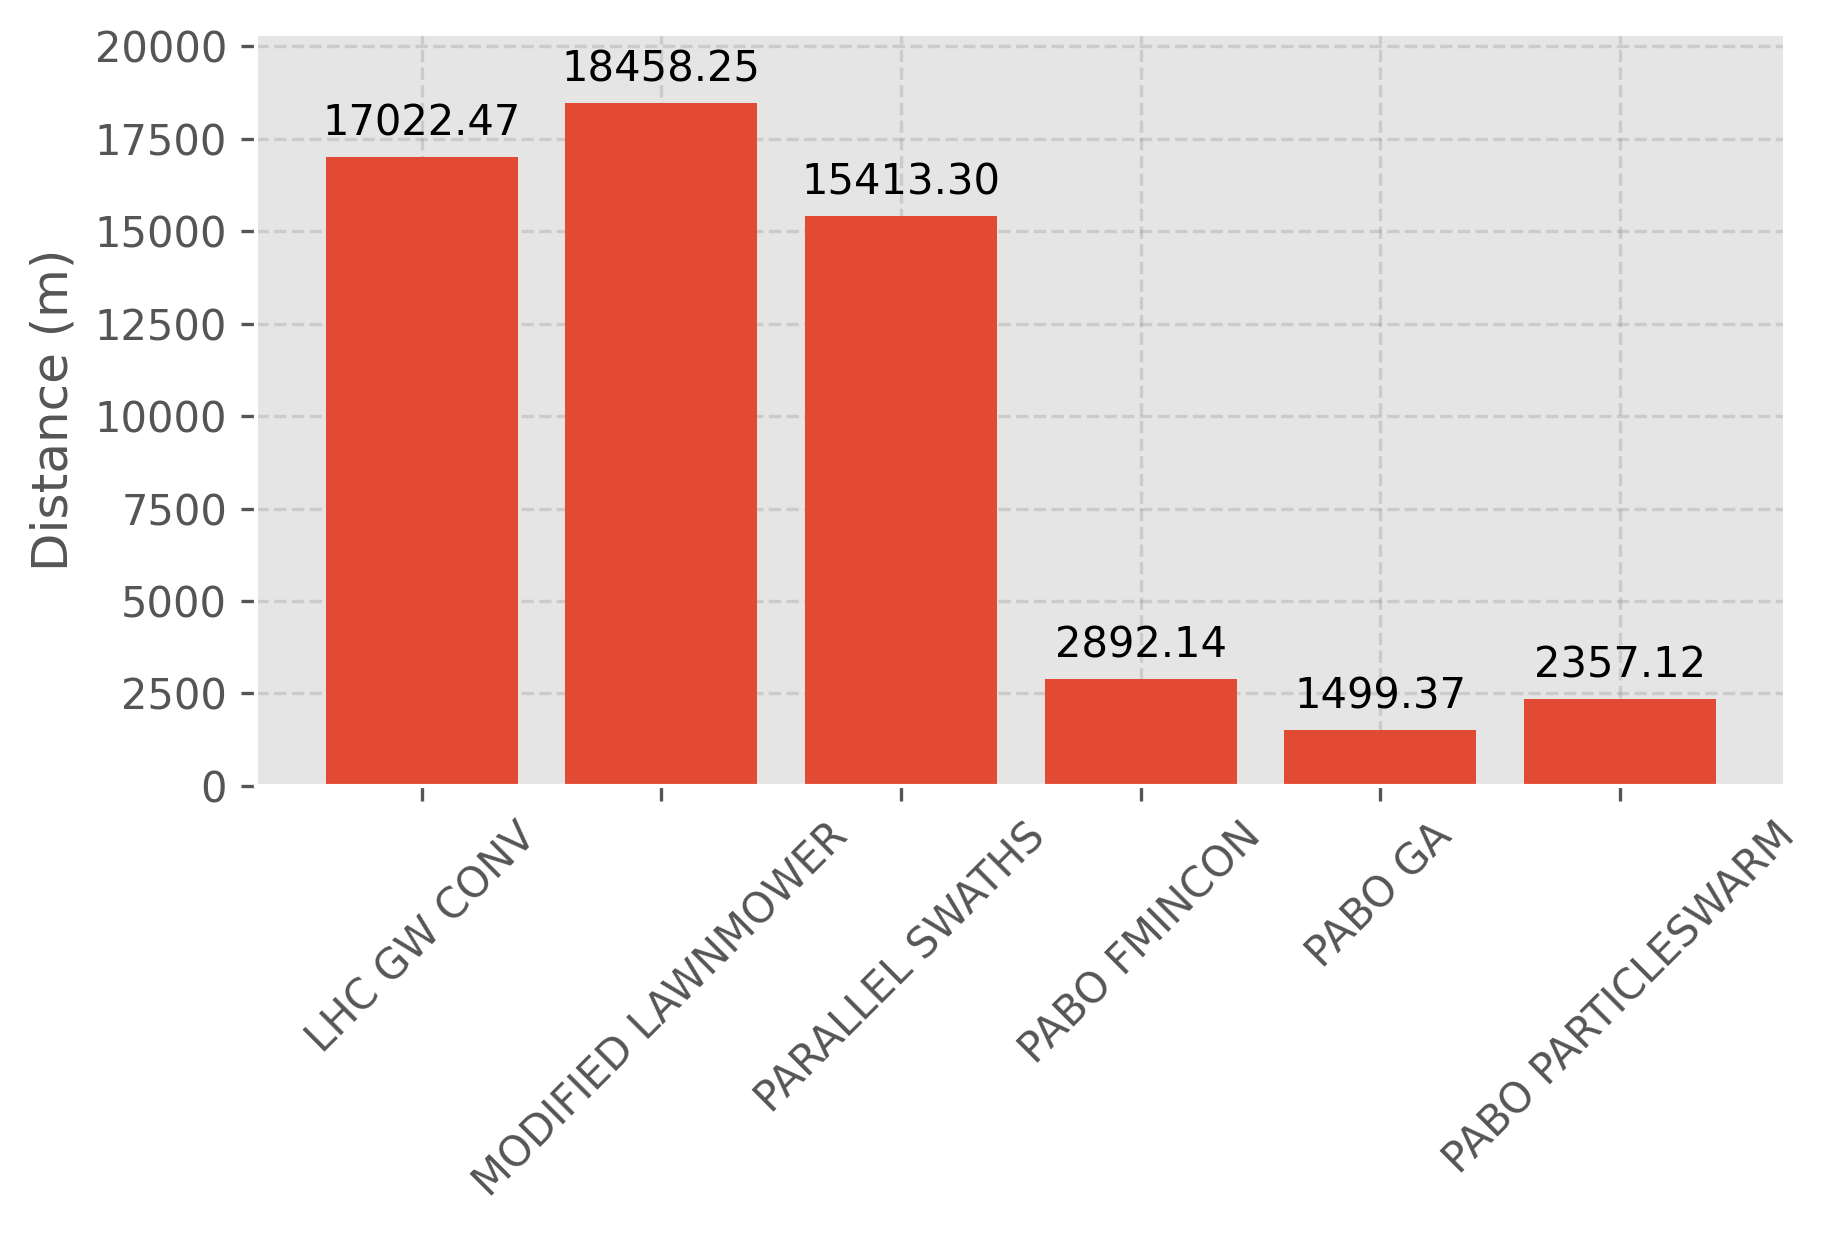 Distance (m)
20000
17500
15000
12500
10000
7500
5000
2500
0
17022.47
18458.25
15413.30
2892.14
1499.37
2357.12
LHC GW CONV
MODIFIED LAWNMOWER
PARALLEL SWATHS
PABO FMINCON
PABO GA
PABO PARTICLESWARM